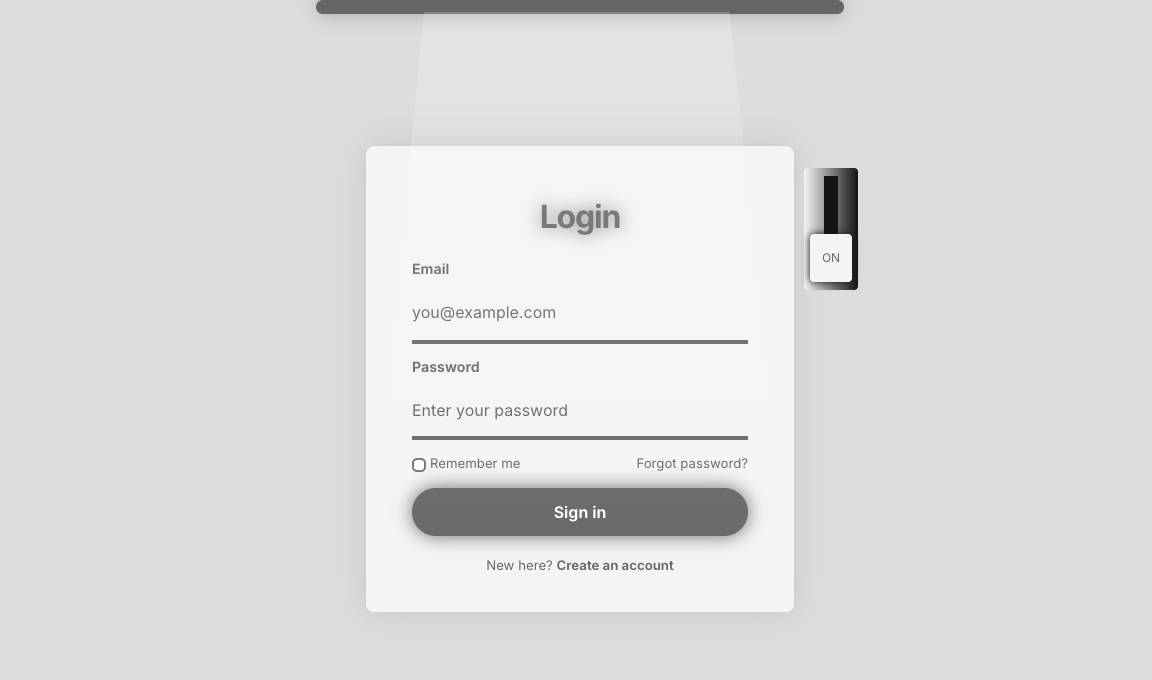 Login
Email
you@example.com
ON
Password
Enter your password
Remember me
Forgot password?
Sign in
New here? Create an account